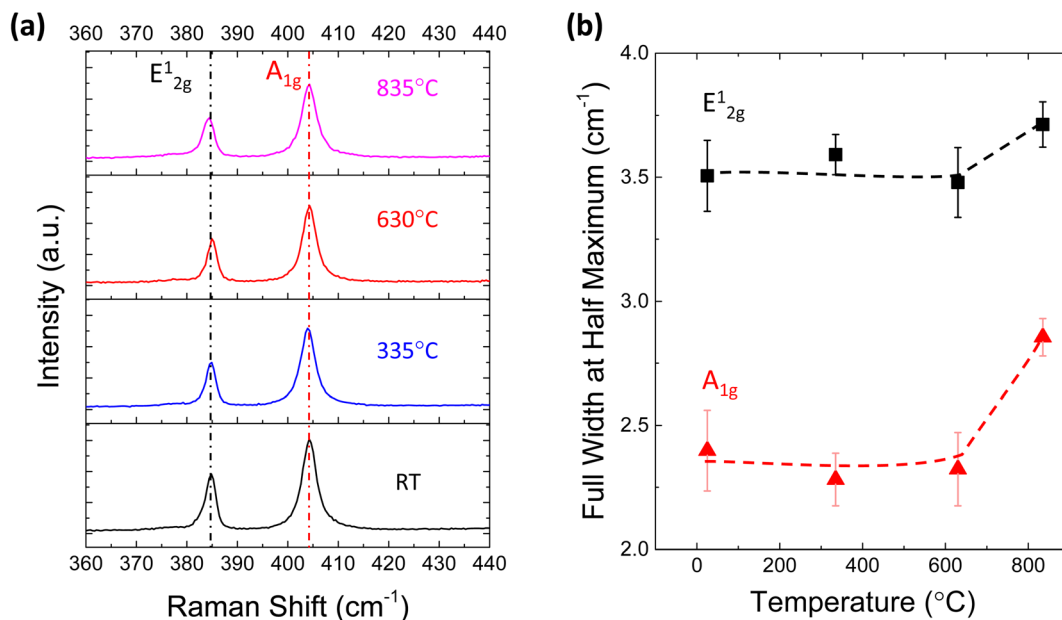 (a)
360 370 380 390 400 410 420 430 440
E¹₂g
A₁g
835°C
630°C
335°C
RT
Intensity (a.u.)
360 370 380 390 400 410 420 430 440
Raman Shift (cm⁻¹)
(b)
4.0
3.5
3.0
2.5
2.0
E¹₂g
A₁g
Full Width at Half Maximum (cm⁻¹)
0 200 400 600 800
Temperature (°C)